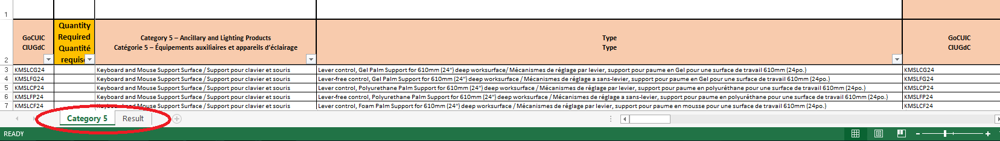 1
GoCUIC
CIUGdC
Quantity
Required
Quantité
requise
Category 5 – Ancillary and Lighting Products
Catégorie 5 – Équipements auxiliaires et appareils d'éclairage
Type
Type
GoCUIC
CIUGdC
2
3 KMSLCG24 Keyboard and Mouse Support Surface / Support pour clavier et souris Lever control, Gel Palm Support for 610mm (24") deep worksurface/ Mécanismes de réglage par levier, support pour paume en Gel pour une surface de travail 610mm (24po.) KMSLCG24
4 KMSLFG24 Keyboard and Mouse Support Surface / Support pour clavier et souris Lever-free control, Gel Palm Support for 610mm (24") deep worksurface / Mécanismes de réglage a sans-levier, support pour paume en Gel pour une surface de travail 610mm (24po.) KMSLFG24
5 KMSLCP24 Keyboard and Mouse Support Surface / Support pour clavier et souris Lever control, Polyurethane Palm Support for 610mm (24") deep worksurface / Mécanismes de réglage par levier, support pour paume en polyuréthane pour une surface de travail 610mm (24po.) KMSLCP24
6 KMSLFP24 Keyboard and Mouse Support Surface / Support pour clavier et souris Lever-free control, Polyurethane Palm Support for 610mm (24") deep worksurface / Mécanismes de réglage a sans-levier, support pour paume en polyuréthane pour une surface de travail 610mm (24po.) KMSLFP24
7 KMSLCF24 Keyboard and Mouse Support Surface / Support pour clavier et souris Lever control, Foam Palm Support for 610mm (24") deep worksurface / Mécanismes de réglage par levier, support pour paume en mousse pour une surface de travail 610mm (24po.) KMSLCF24
Category 5 Result
READY